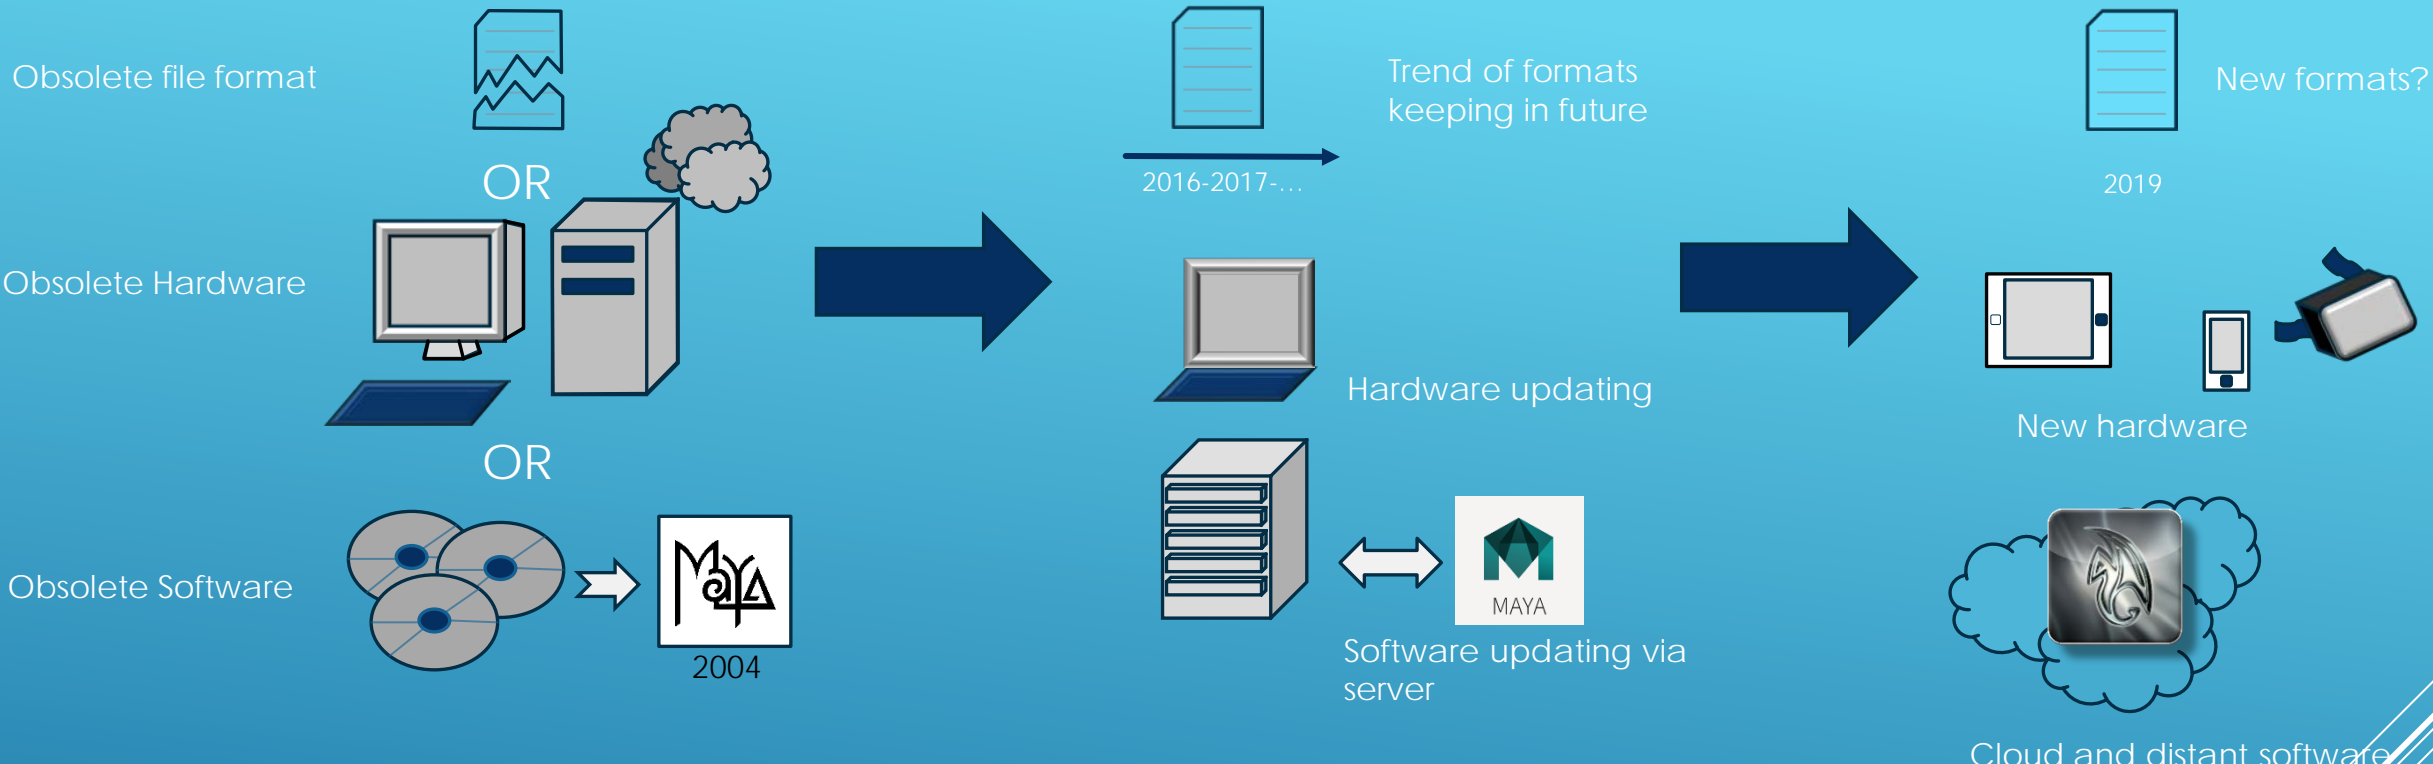 Obsolete file format
OR
Obsolete Hardware
OR
Obsolete Software
MAYA
2004
Trend of formats
keeping in future
2016-2017-...
Hardware updating
MAYA
Software updating via
server
New formats?
2019
New hardware
Cloud and distant software